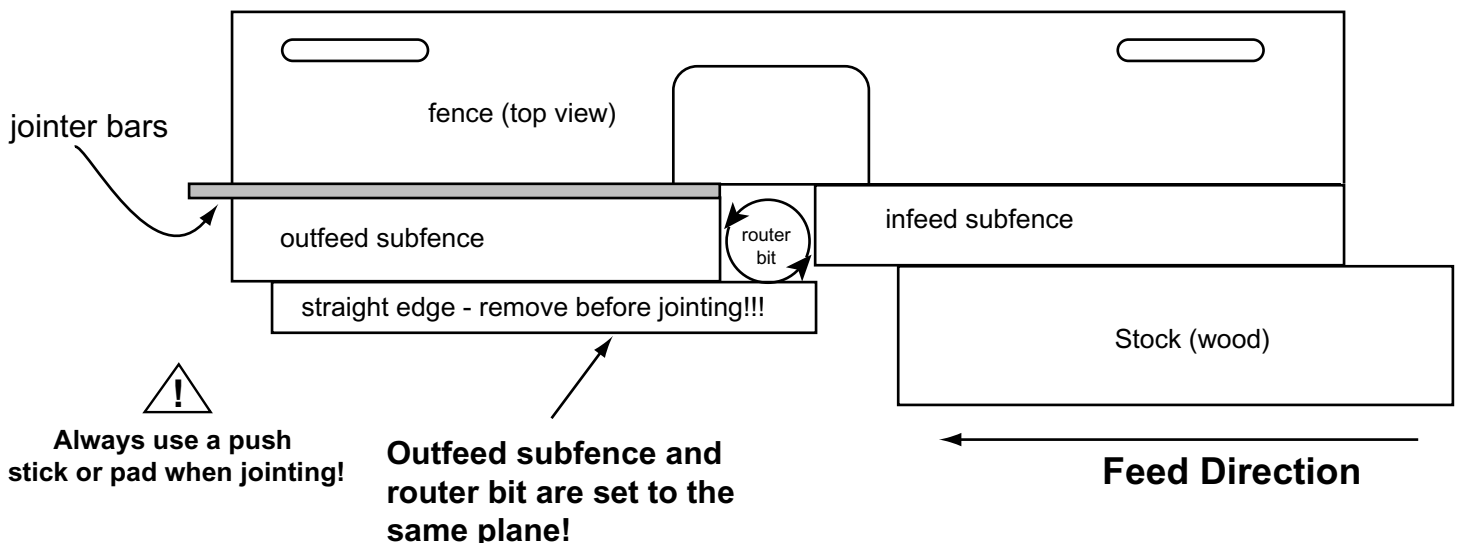 fence (top view)
jointer bars
outfeed subfence
router
bit
infeed subfence
straight edge - remove before jointing!!!
Stock (wood)
!
Always use a push
stick or pad when jointing!
Outfeed subfence and
router bit are set to the
same plane!
Feed Direction